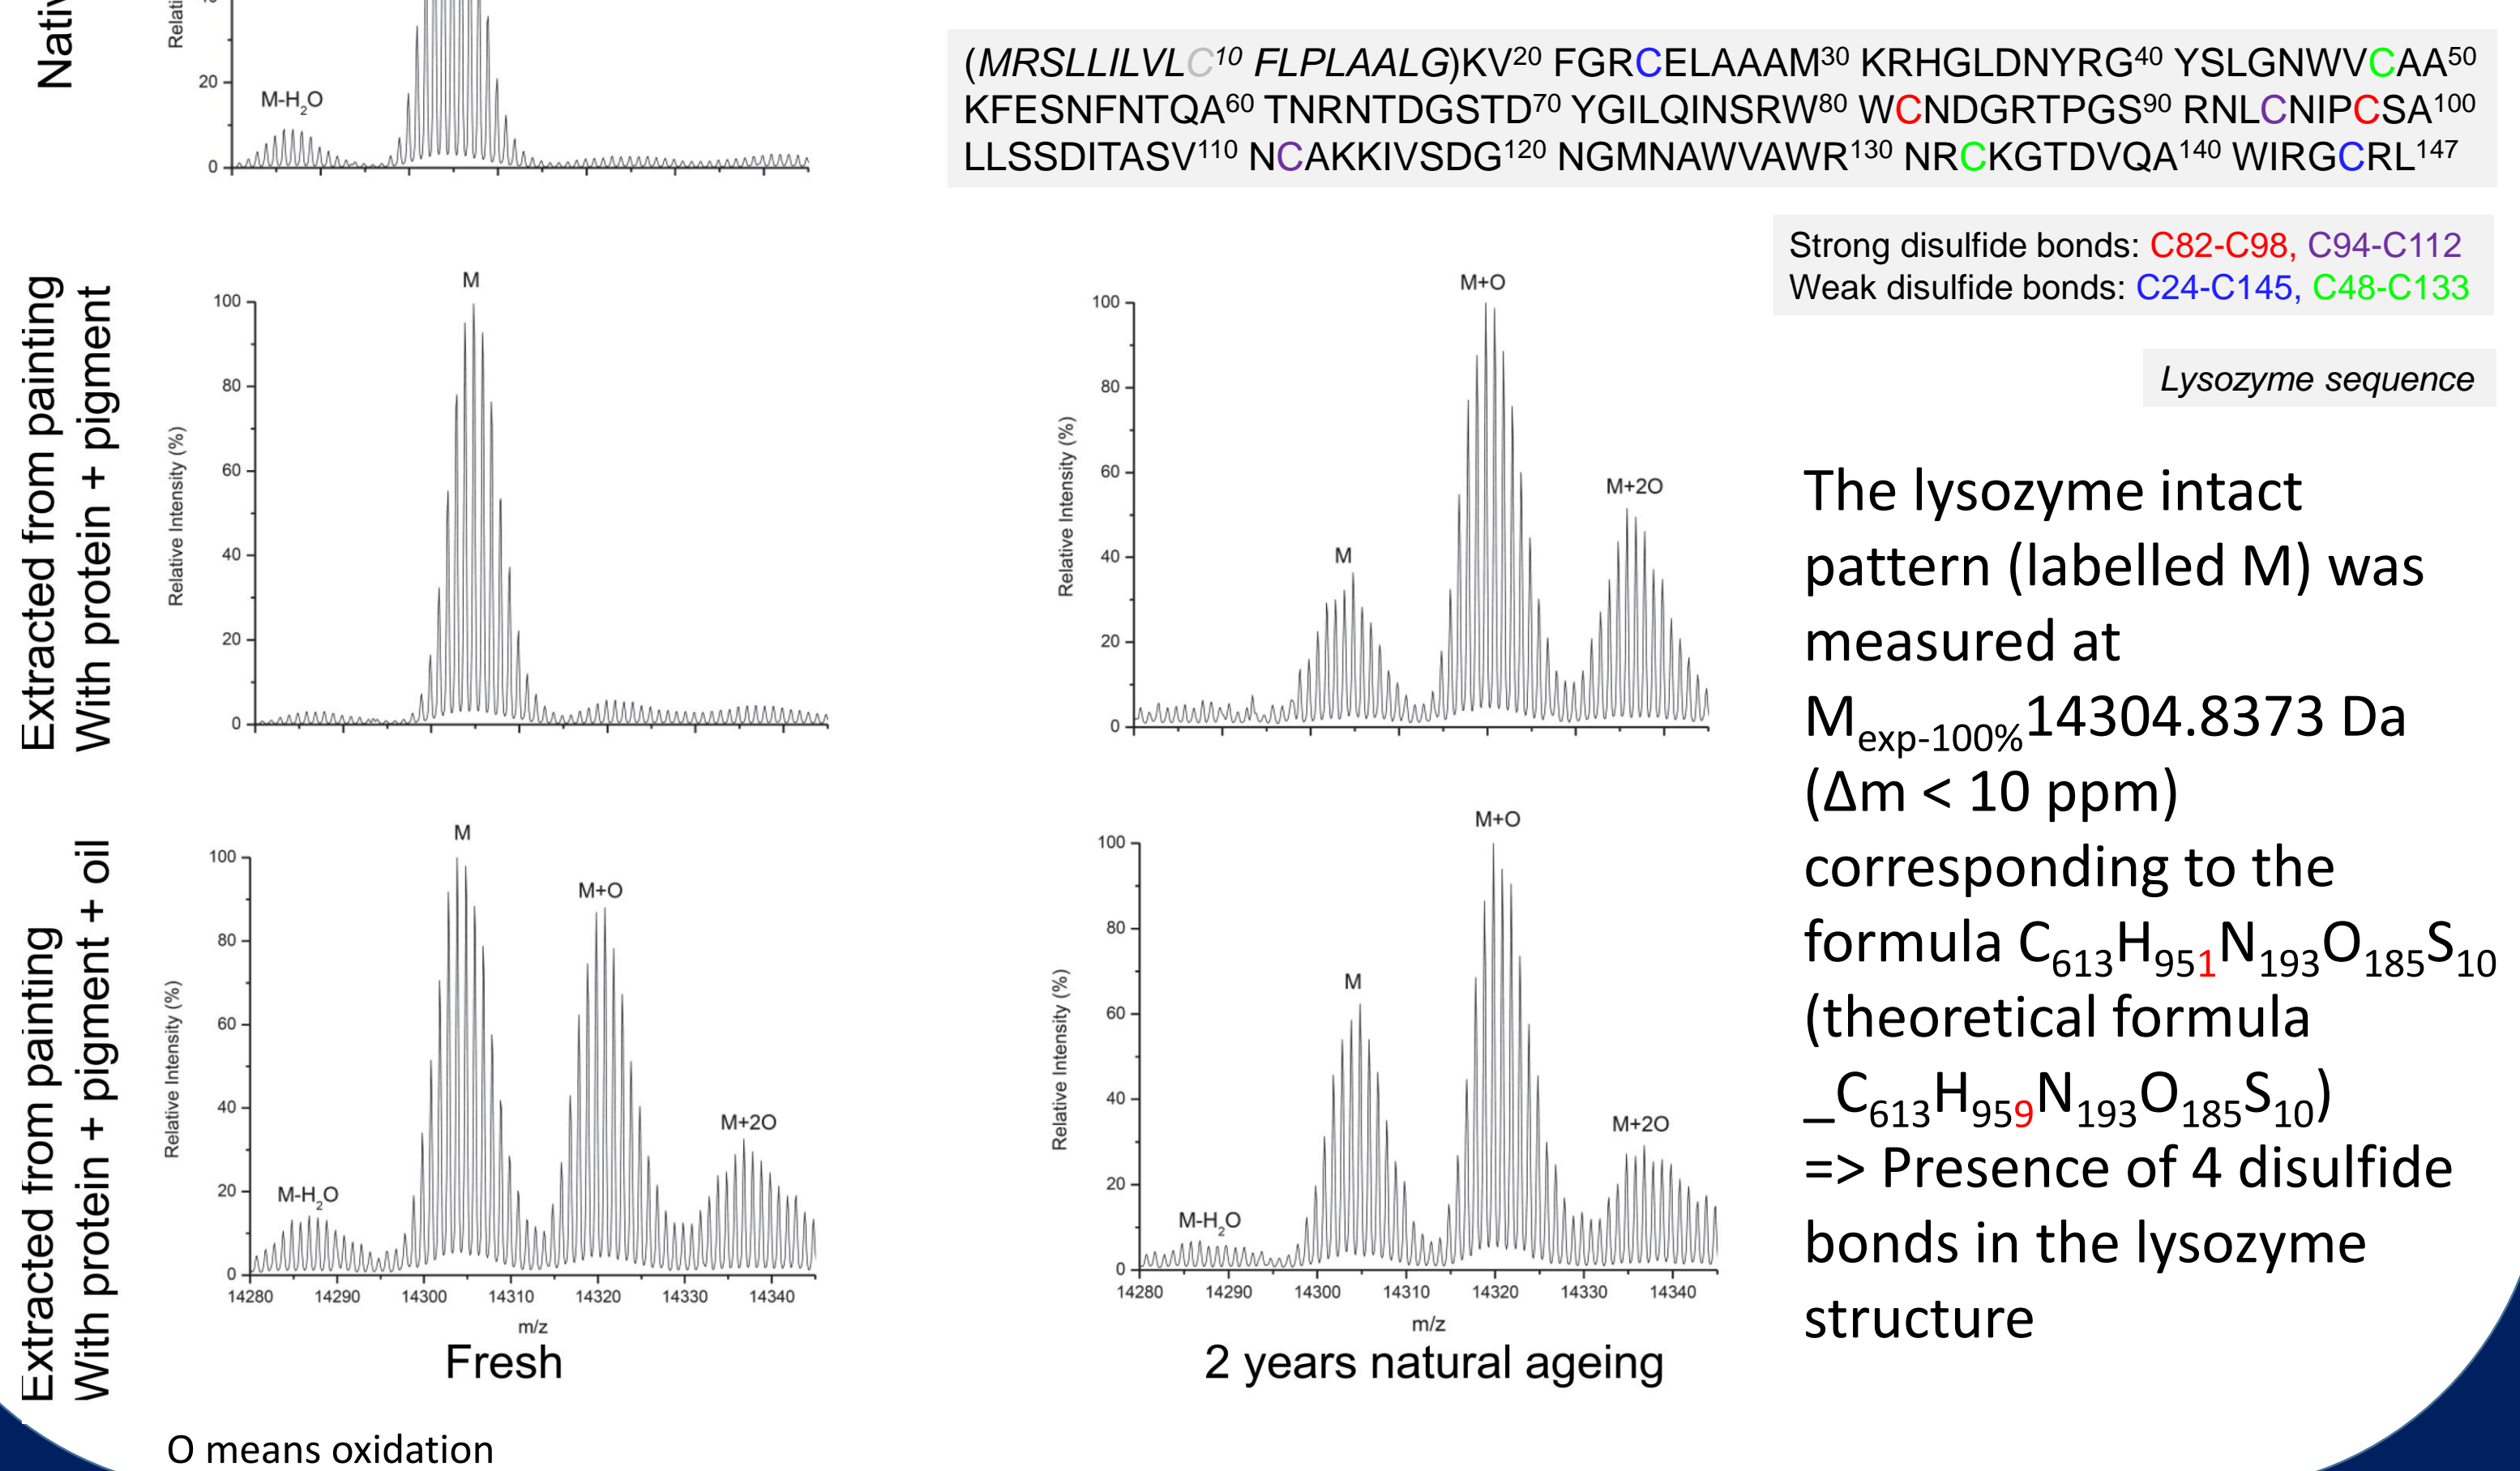 Nativ
Relati
20
0
M-H₂O
(MRSLLILVLC¹⁰ FLPLAALG)KV²⁰ FGRCELAAAM³⁰ KRHGLDNYRG⁴⁰ YSLGNWVCAA⁵⁰
KFESNFNTQA⁶⁰ TNRNTDGSTD⁷⁰ YGILQINSRW⁸⁰ WCNDGRTPGS⁹⁰ RNLCNIPCSA¹⁰⁰
LLSSDITASV¹¹⁰ NCAKKIVSDG¹²⁰ NGMNAWVAWR¹³⁰ NRCKGTDVQA¹⁴⁰ WIRGCRL¹⁴⁷
Strong disulfide bonds: C82-C98, C94-C112
Weak disulfide bonds: C24-C145, C48-C133
Lysozyme sequence
Extracted from painting
With protein + pigment
Relative Intensity (%)
100
80
60
40
20
0
M
Relative Intensity (%)
100
80
60
40
20
0
M
M+O
M+2O
The lysozyme intact
pattern (labelled M) was
measured at
Mexp-100%14304.8373 Da
(Δm < 10 ppm)
corresponding to the
formula C₆₁₃H₉₅₁N₁₉₃O₁₈₅S₁₀
(theoretical formula
_C₆₁₃H₉₅₉N₁₉₃O₁₈₅S₁₀)
=> Presence of 4 disulfide
bonds in the lysozyme
structure
Extracted from painting
With protein + pigment + oil
Relative Intensity (%)
100
80
60
40
20
0
M-H₂O
M
M+O
M+2O
14280 14290 14300 14310 14320 14330 14340
m/z
Fresh
Relative Intensity (%)
100
80
60
40
20
0
M-H₂O
M
M+O
M+2O
14280 14290 14300 14310 14320 14330 14340
m/z
2 years natural ageing
O means oxidation